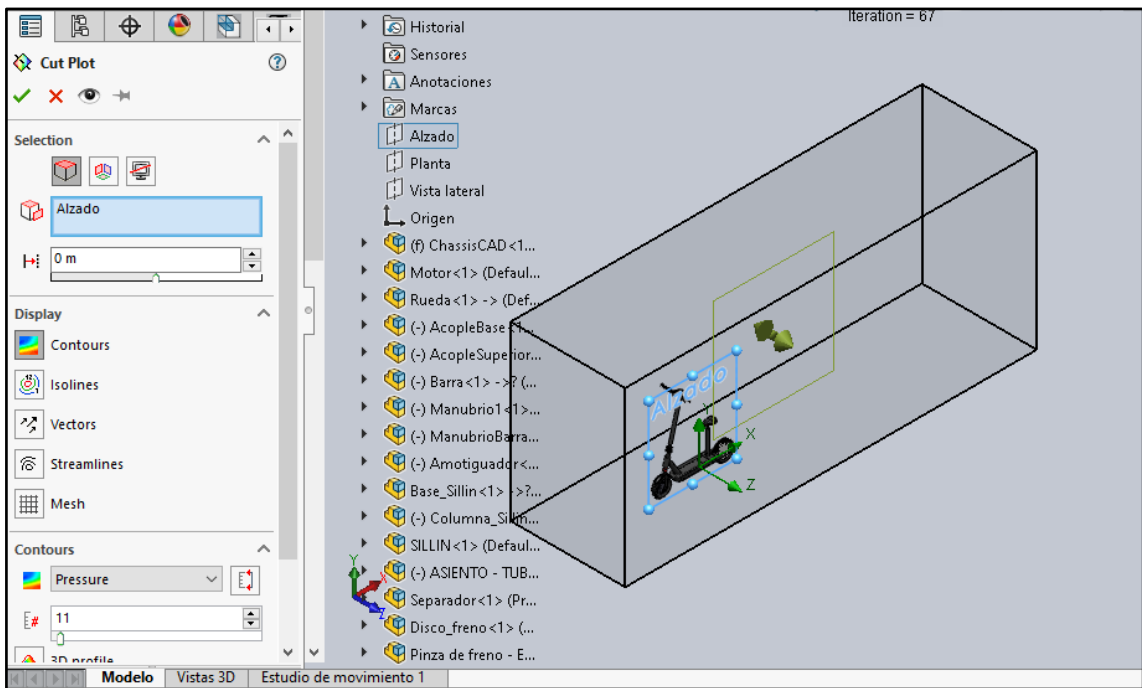 Cut Plot
Selection
Alzado
0 m
Display
Contours
Isolines
Vectors
Streamlines
Mesh
Contours
Pressure
11
3D profile
Historial
Sensores
Anotaciones
Marcas
Alzado
Planta
Vista lateral
Origen
(f) ChassisCAD<1...
Motor<1> (Defaul...
Rueda<1> -> (Def...
(-) AcopleBase<1...
(-) AcopleSuperior...
(-) Barra<1> ->? (...
(-) Manubrio1<1>...
(-) ManubrioBarra...
(-) Amotiguador<...
Base_Sillin<1> ->?...
(-) Columna_Sillin...
SILLIN<1> (Defaul...
(-) ASIENTO - TUB...
Separador<1> (Pr...
Disco_freno<1> (...
Pinza de freno - E...
Iteration = 67
Alzado
Y
X
Z
Y
X
Z
Modelo
Vistas 3D
Estudio de movimiento 1